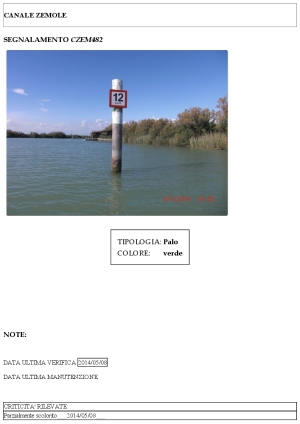 CANALE ZEMOLE
SEGNALAMENTO CZEM482
12
TIPOLOGIA: Palo
COLORE: verde
NOTE:
DATA ULTIMA VERIFICA 2014/05/08
DATA ULTIMA MANUTENZIONE
CRITICITA' RILEVATE
Parzialmente scolorito 2014/05/08